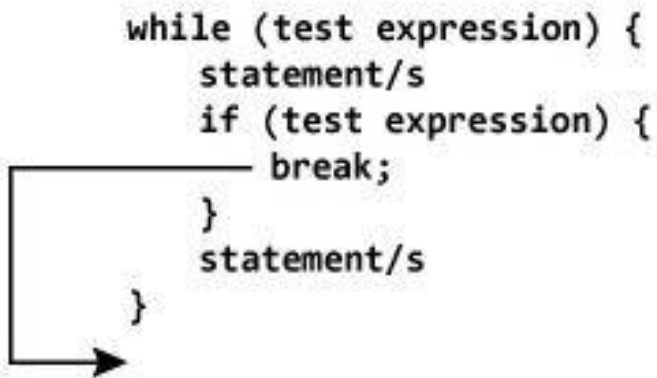 while (test expression) {
statement/s
if (test expression) {
break;
}
statement/s
}